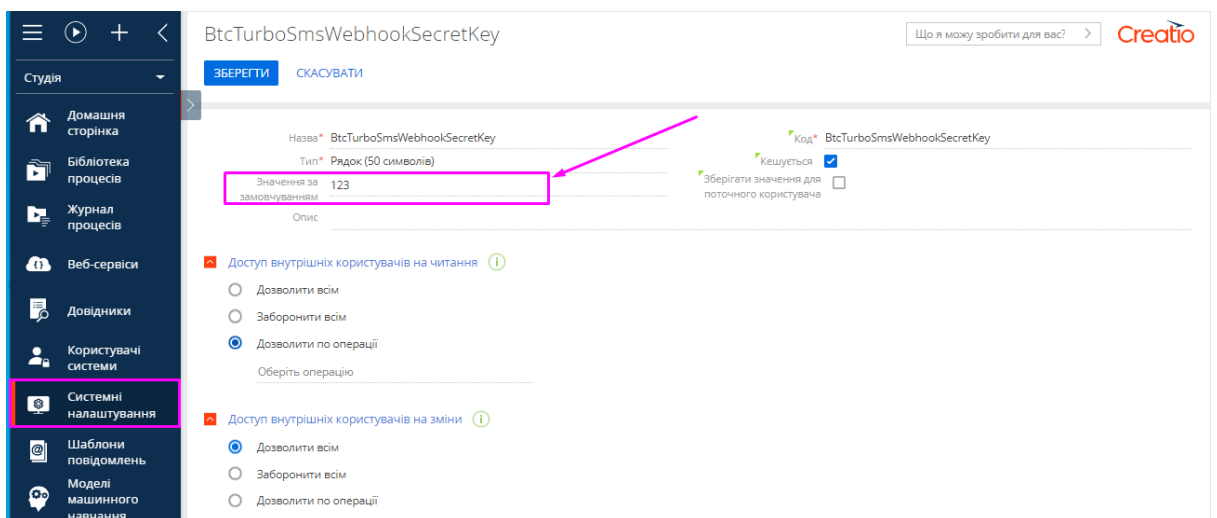 BtcTurboSmsWebhookSecretKey
Що я можу зробити для вас?
Creatio
Студія
ЗБЕРЕГТИ
СКАСУВАТИ
Домашня
сторінка
Бібліотека
процесів
Журнал
процесів
Веб-сервіси
Довідники
Користувачі
системи
Системні
налаштування
Шаблони
повідомлень
Моделі
машинного
навчання
Назва* BtcTurboSmsWebhookSecretKey
Код* BtcTurboSmsWebhookSecretKey
Тип* Рядок (50 символів)
Кешується
Значення за
замовчуванням
123
Зберігати значення для
поточного користувача
Опис
Доступ внутрішніх користувачів на читання
Дозволити всім
Заборонити всім
Дозволити по операції
Оберіть операцію
Доступ внутрішніх користувачів на зміни
Дозволити всім
Заборонити всім
Дозволити по операції